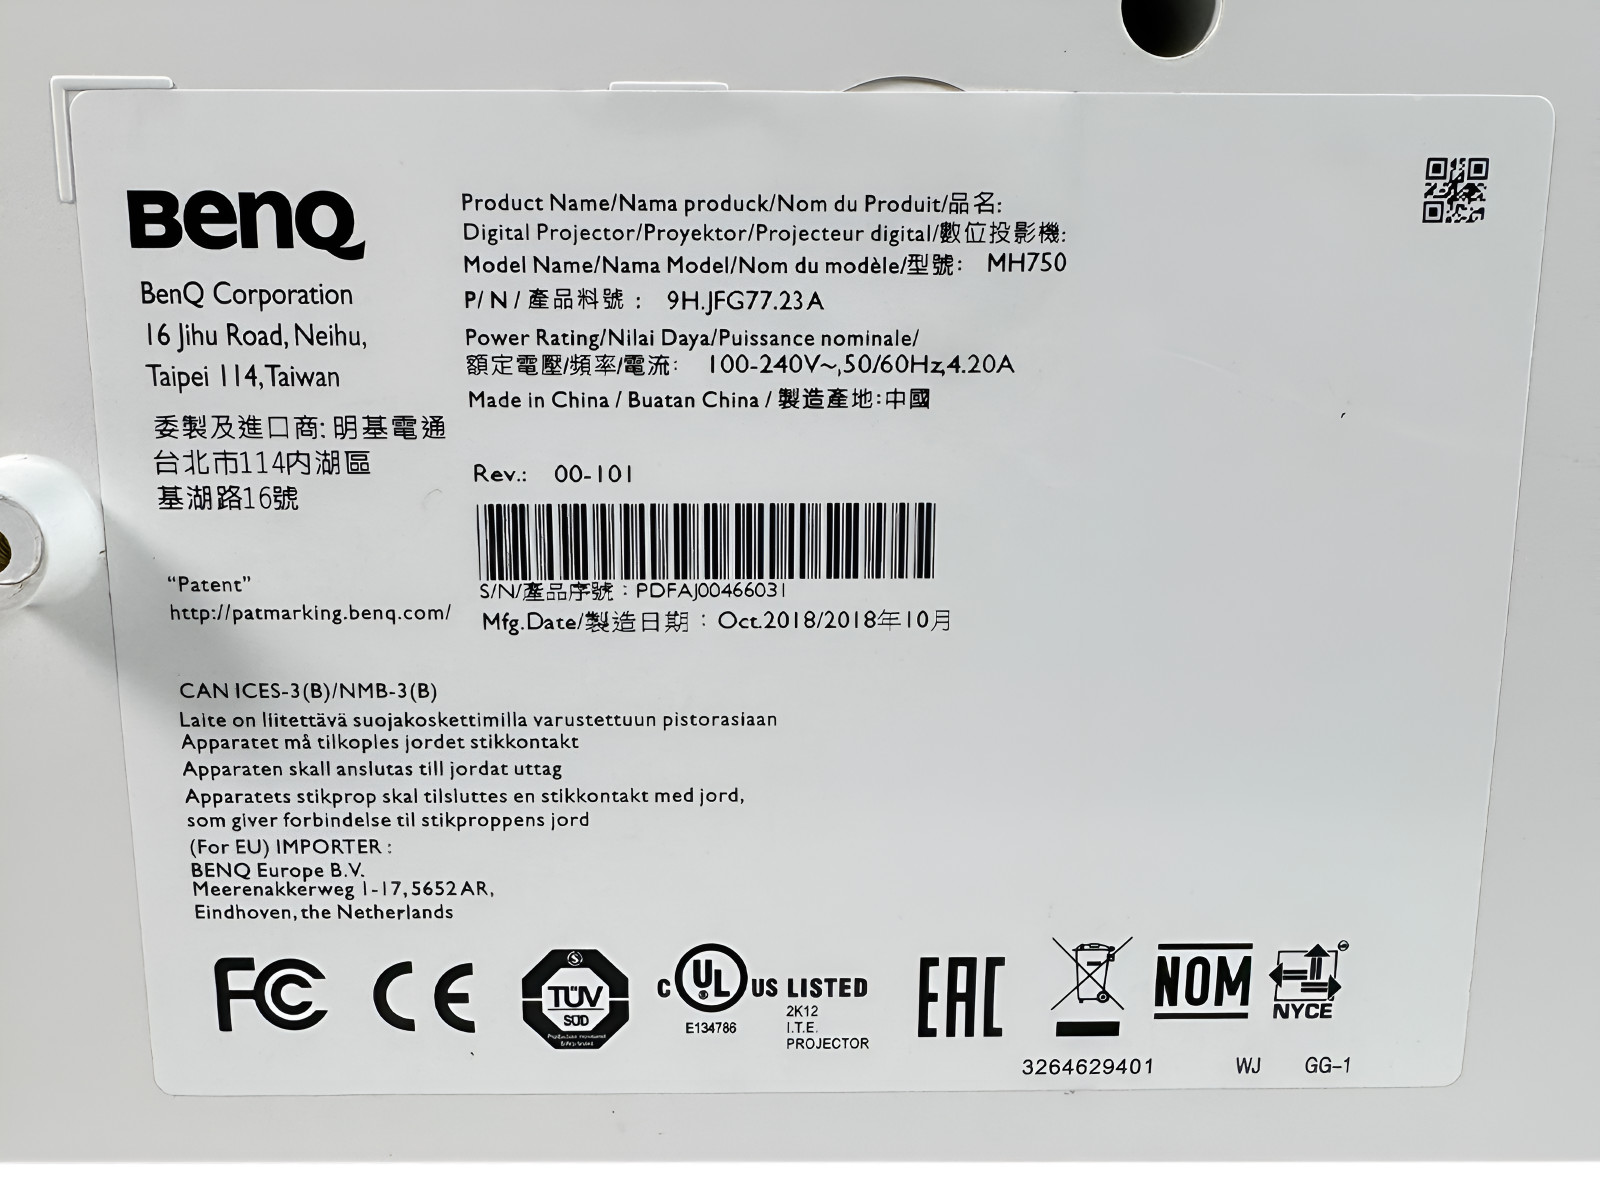 BenQ
BenQ Corporation
16 Jihu Road, Neihu,
Taipei 114,Taiwan
委製及進口商: 明基電通
台北市114內湖區
基湖路16號
"Patent"
http://patmarking.benq.com/
Product Name/Nama produck/Nom du Produit/品名:
Digital Projector/Proyektor/Projecteur digital/數位投影機:
Model Name/Nama Model/Nom du modèle/型號: MH750
P/N/產品料號: 9H.JFG77.23A
Power Rating/Nilai Daya/Puissance nominale/
額定電壓/頻率/電流: 100-240V~,50/60Hz,4.20A
Made in China / Buatan China / 製造產地:中國
Rev.: 00-101
S/N/產品序號:PDFAJ00466031
Mfg.Date/製造日期: Oct.2018/2018年10月
CAN ICES-3(B)/NMB-3(B)
Laite on liitettävä suojakoskettimilla varustettuun pistorasiaan
Apparatet må tilkoples jordet stikkontakt
Apparaten skall anslutas till jordat uttag
Apparatets stikprop skal tilsluttes en stikkontakt med jord,
som giver forbindelse til stikproppens jord
(For EU) IMPORTER :
BENQ Europe B.V.
Meerenakkerweg 1-17, 5652 AR,
Eindhoven, the Netherlands
FC CE
TÜV
SÜD
C UL US LISTED
E134786
2K12
I.T.E.
PROJECTOR
EAC
NOM
NYCE
3264629401 WJ GG-1